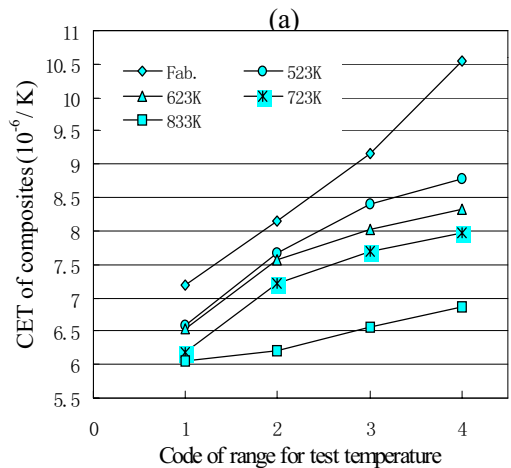 (a)
11
10.5
10
9.5
9
8.5
8
7.5
7
6.5
6
5.5
CET of composites (10⁻⁶/ K)
Fab. 523K
623K 723K
833K
0 1 2 3 4
Code of range for test temperature